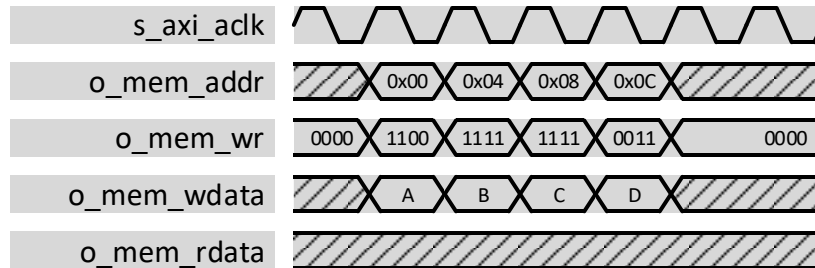 s_axi_aclk
o_mem_addr 0x00 0x04 0x08 0x0C
o_mem_wr 0000 1100 1111 1111 0011 0000
o_mem_wdata A B C D
o_mem_rdata